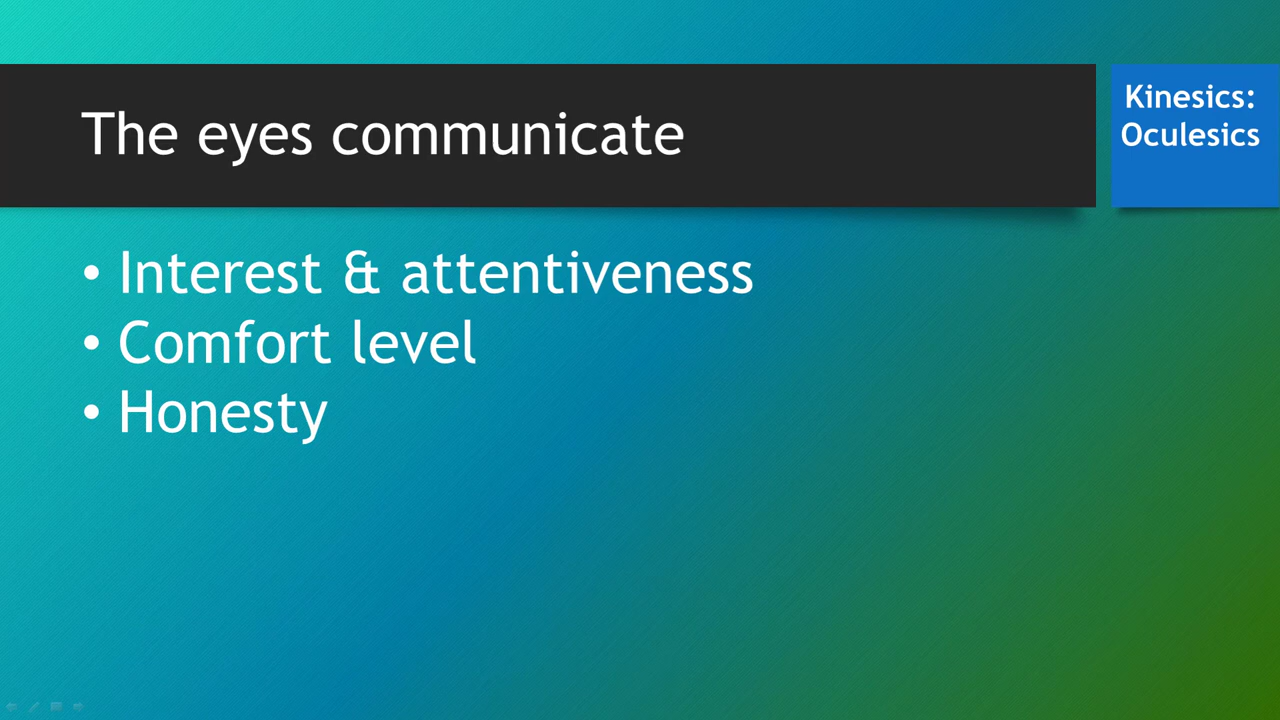 The eyes communicate
Kinesics:
Oculesics
• Interest & attentiveness
• Comfort level
• Honesty